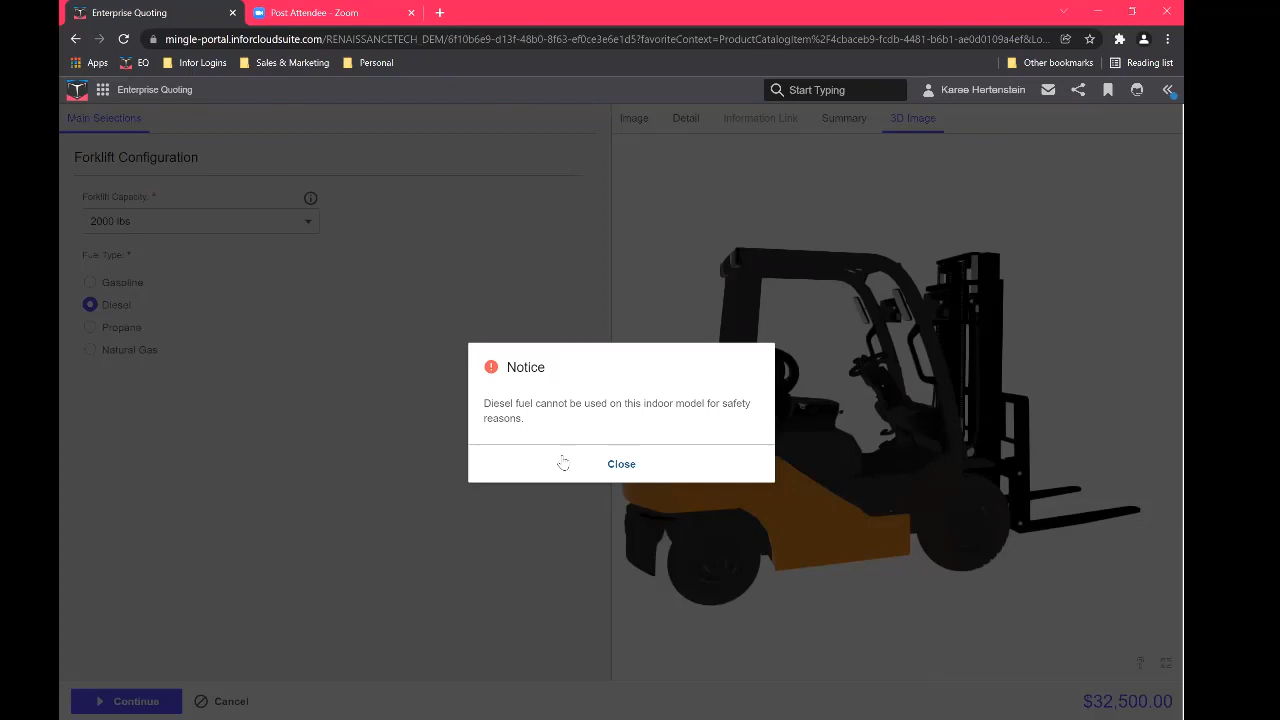 Enterprise Quoting
Post Attendee - Zoom
mingle-portal.inforcloudsuite.com/RENAISSANCETECH_DEM/6f10b6e9-d13f-48b0-8f63-ef0ce3e6e1d5?favoriteContext=ProductCatalogItem%2F4cbaceb9-fcdb-4481-b6b1-ae0d0109a4ef&Lo...
Apps
EQ
Infor Logins
Sales & Marketing
Personal
Other bookmarks
Reading list
Enterprise Quoting
Start Typing
Karee Hertenstein
Main Selections
Image
Detail
Information Link
Summary
3D Image
Forklift Configuration
Forklift Capacity: *
2000 lbs
Fuel Type: *
Gasoline
Diesel
Propane
Natural Gas
Notice
Diesel fuel cannot be used on this indoor model for safety
reasons.
Close
Continue
Cancel
$32,500.00